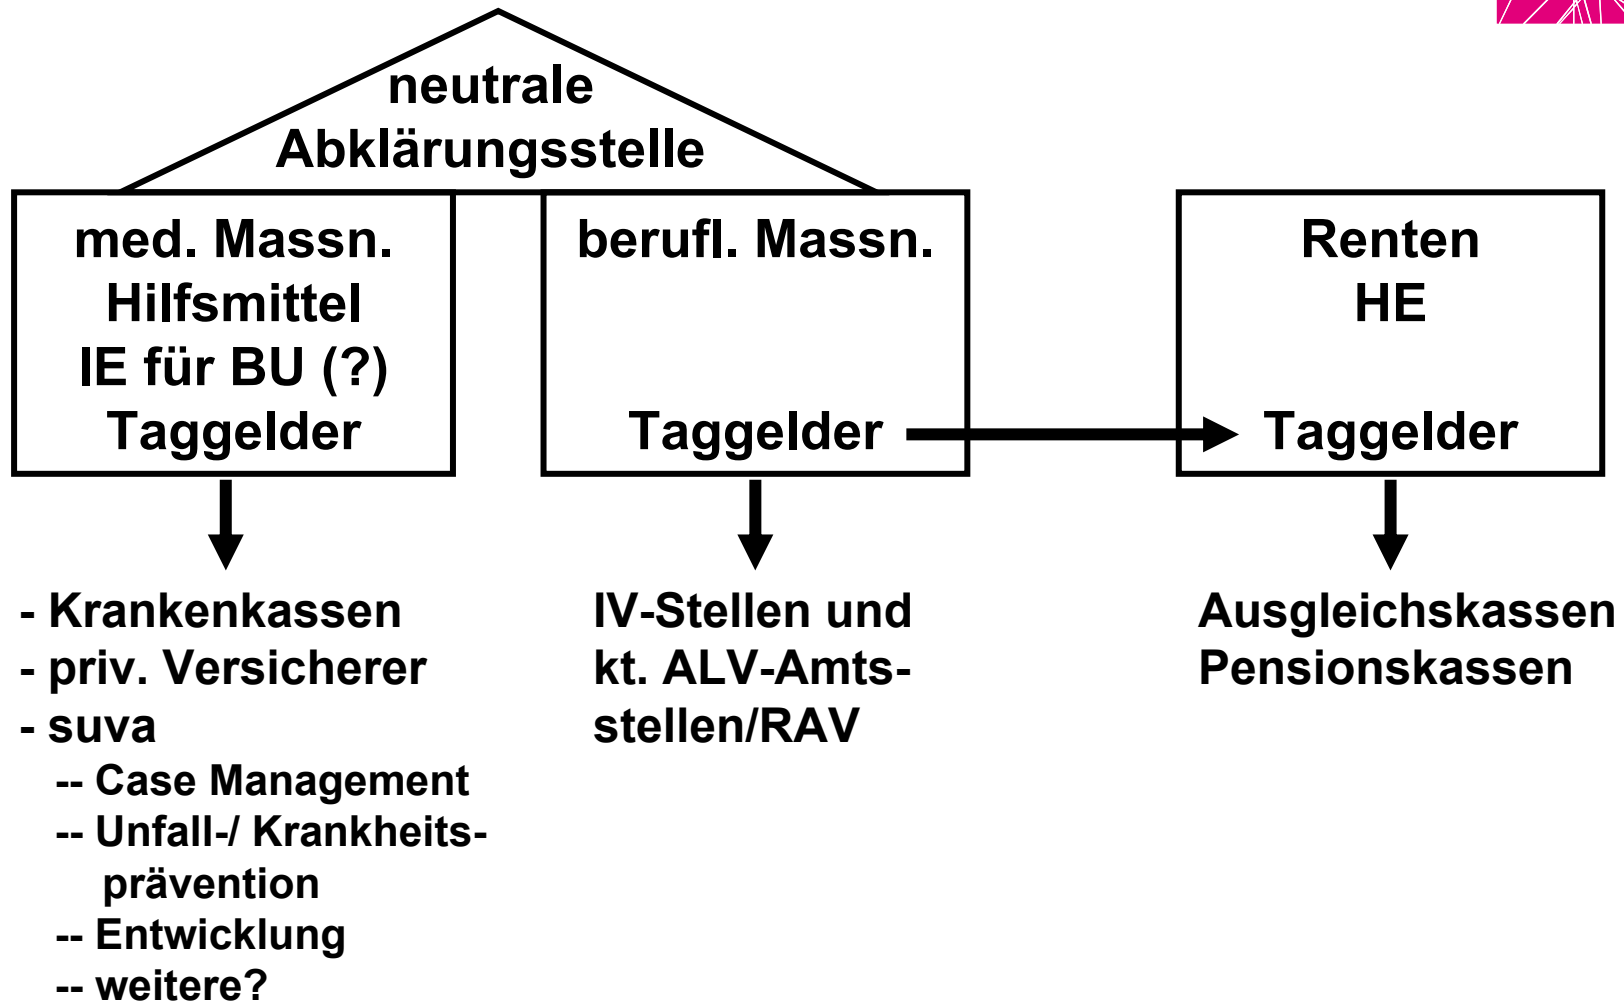 neutrale
Abklärungsstelle
med. Massn.
Hilfsmittel
IE für BU (?)
Taggelder
berufl. Massn.
Taggelder
Renten
HE
Taggelder
- Krankenkassen
- priv. Versicherer
- suva
-- Case Management
-- Unfall-/ Krankheits-
prävention
-- Entwicklung
-- weitere?
IV-Stellen und
kt. ALV-Amts-
stellen/RAV
Ausgleichskassen
Pensionskassen